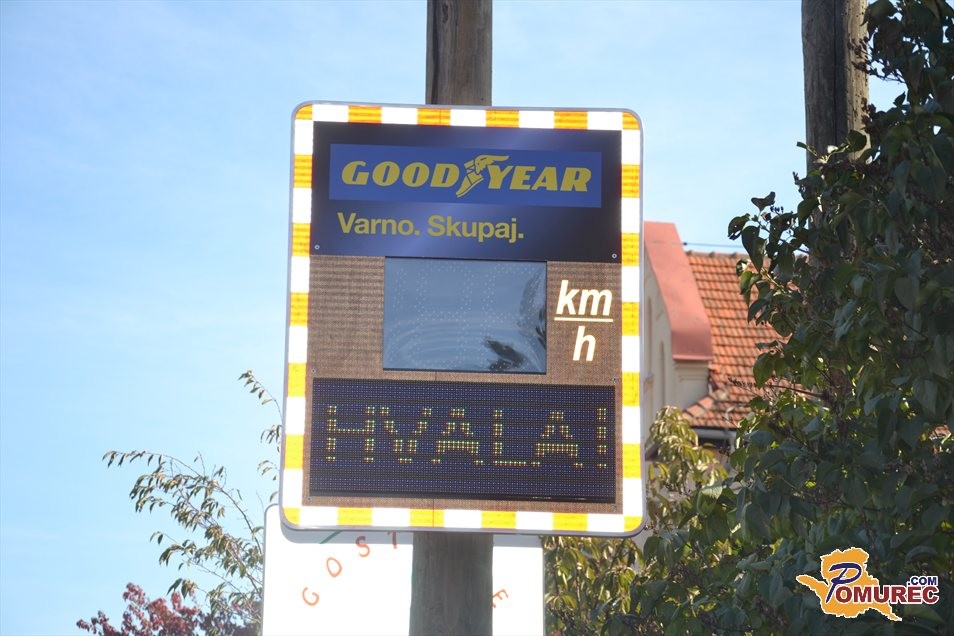 GOODYEAR
Varno. Skupaj.
km
h
HVALA!
POMUREC
.COM